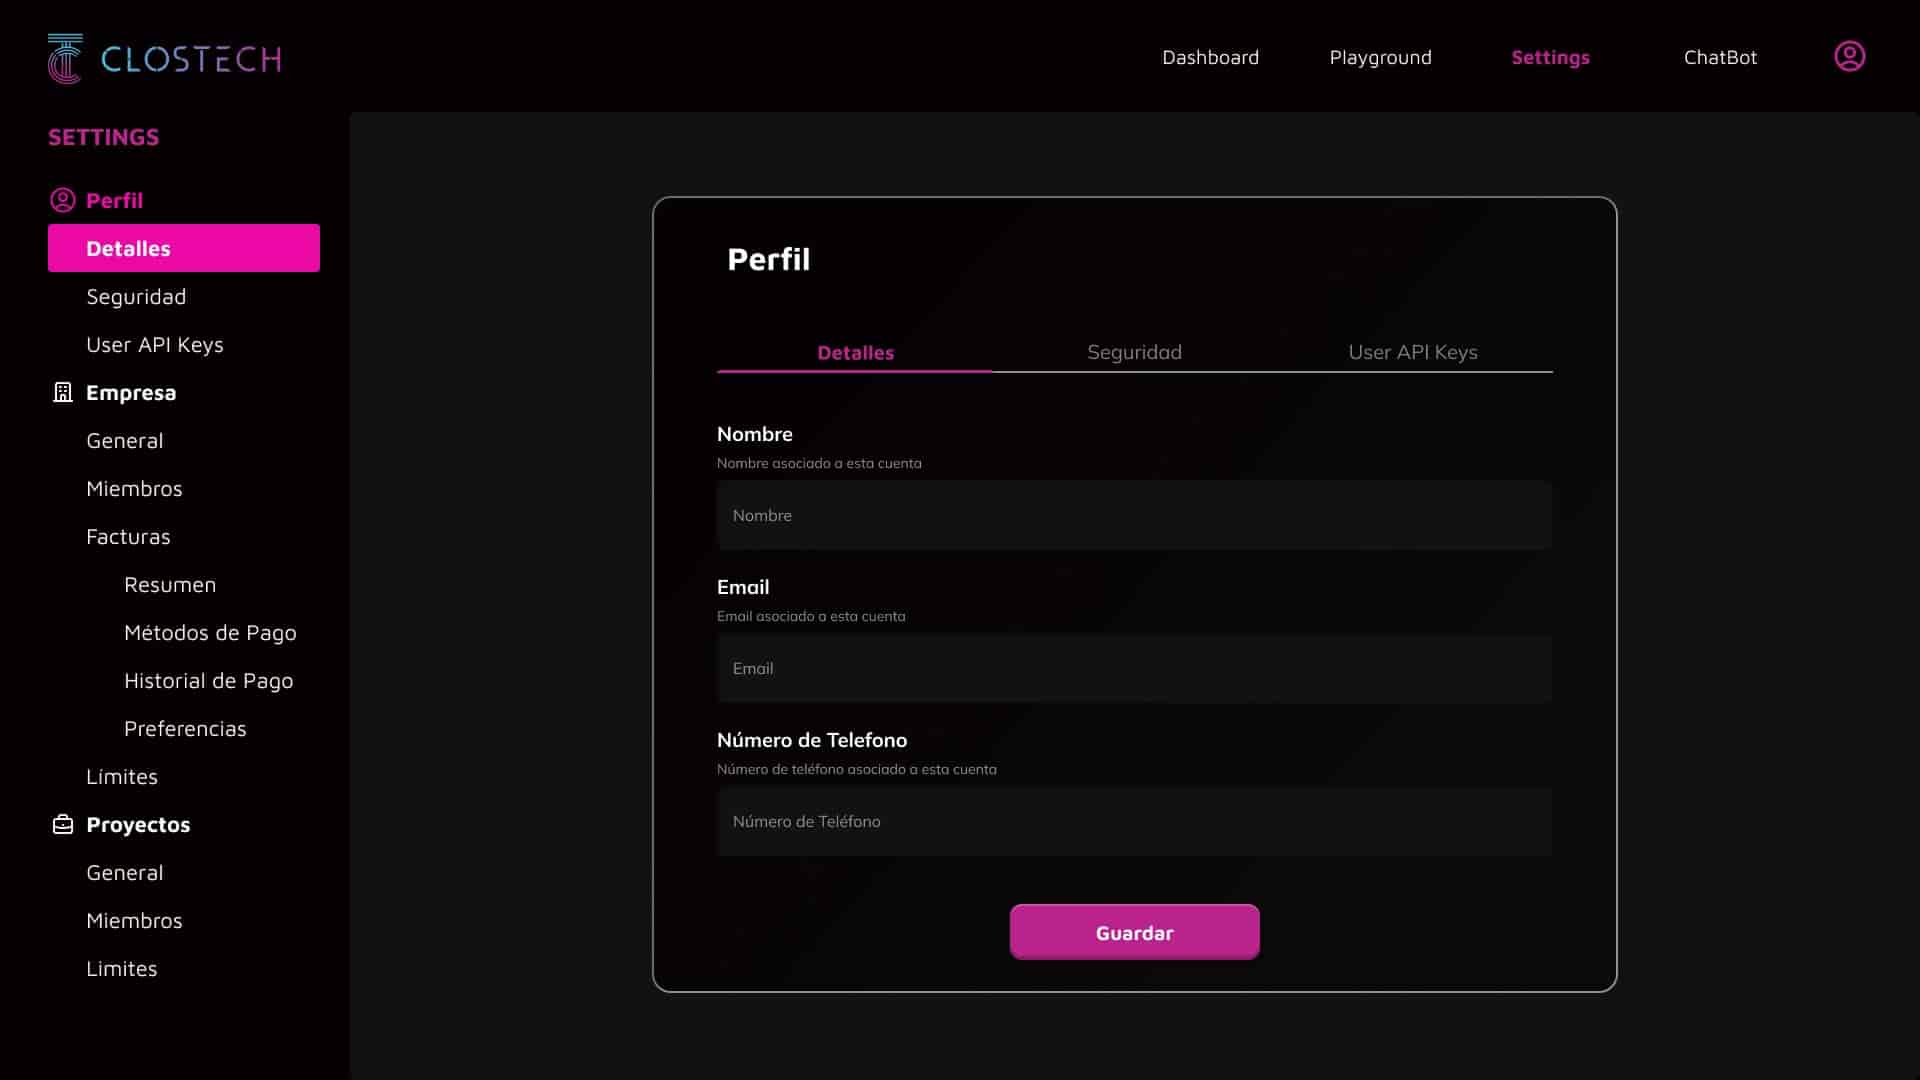 CLOSTECH
Dashboard
Playground
Settings
ChatBot
SETTINGS
Perfil
Detalles
Seguridad
User API Keys
Empresa
General
Miembros
Facturas
Resumen
Métodos de Pago
Historial de Pago
Preferencias
Límites
Proyectos
General
Miembros
Limites
Perfil
Detalles
Seguridad
User API Keys
Nombre
Nombre asociado a esta cuenta
Nombre
Email
Email asociado a esta cuenta
Email
Número de Telefono
Número de teléfono asociado a esta cuenta
Número de Teléfono
Guardar